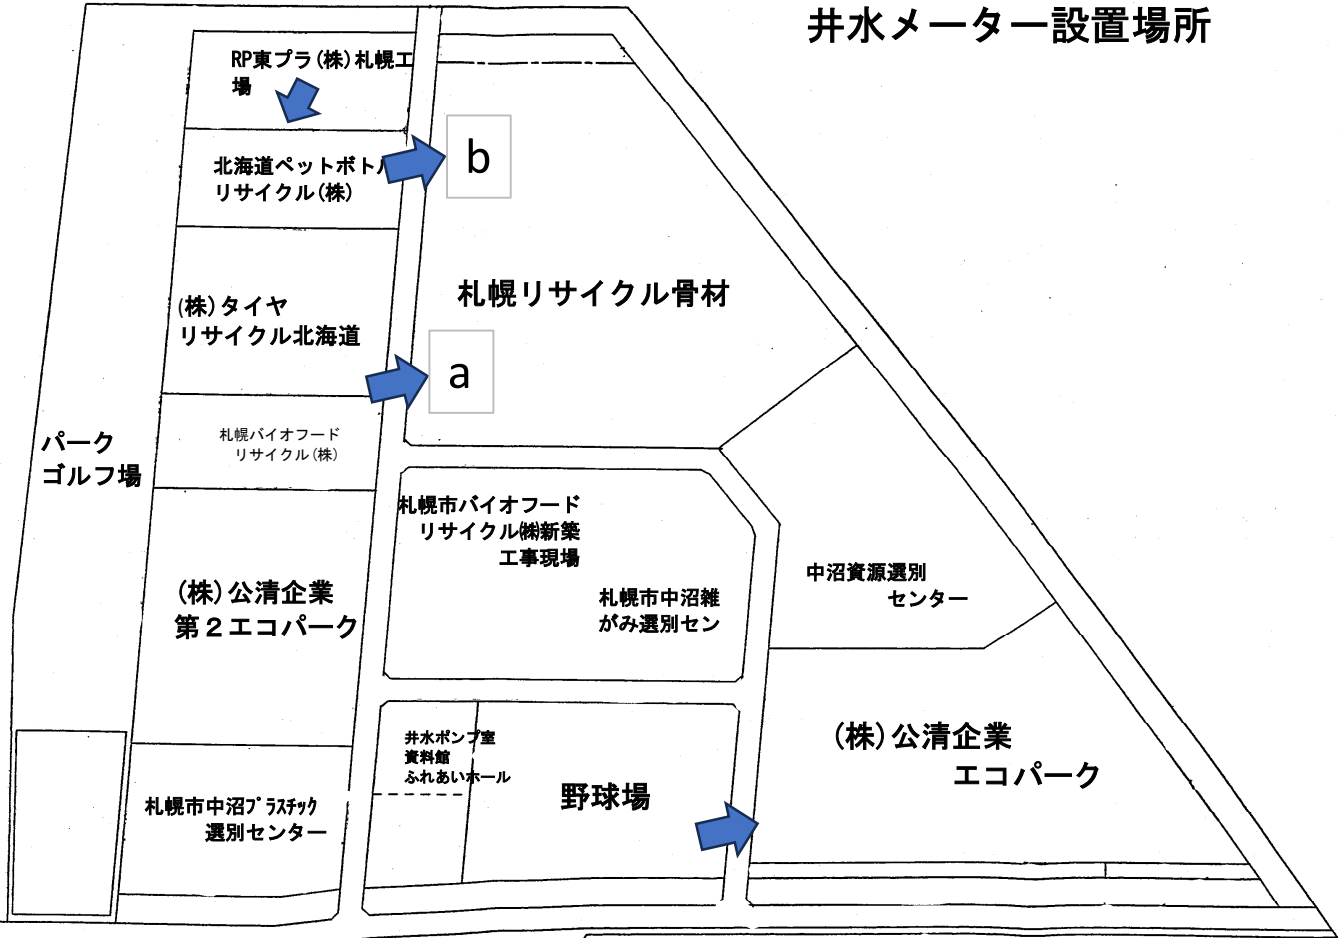 井水メーター設置場所
RP東プラ(株)札幌工
場
北海道ペットボトル
リサイクル(株)
b
札幌リサイクル骨材
(株)タイヤ
リサイクル北海道
a
札幌バイオフード
リサイクル(株)
パーク
ゴルフ場
札幌市バイオフード
リサイクル㈱新築
工事現場
札幌市中沼雑
がみ選別セン
中沼資源選別
センター
(株)公清企業
第2エコパーク
(株)公清企業
エコパーク
井水ポンプ室
資料館
ふれあいホール
野球場
札幌市中沼プラスチック
選別センター